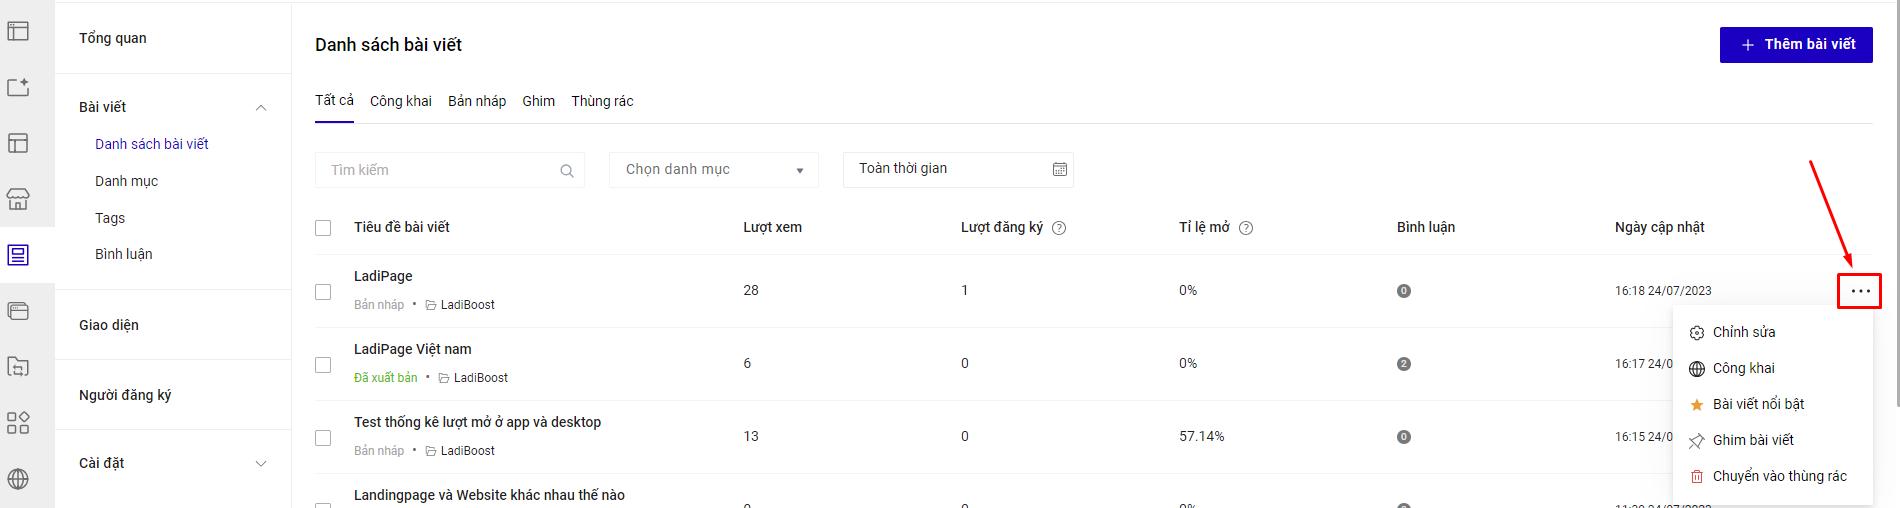 Tổng quan
Bài viết
Danh sách bài viết
Danh mục
Tags
Bình luận
Giao diện
Người đăng ký
Cài đặt
Danh sách bài viết
Thêm bài viết
Tất cả Công khai Bản nháp Ghim Thùng rác
Tìm kiếm Chọn danh mục Toàn thời gian
Tiêu đề bài viết Lượt xem Lượt đăng ký ? Tỉ lệ mở ? Bình luận Ngày cập nhật
LadiPage
Bản nháp • LadiBoost
28 1 0% 0 16:18 24/07/2023
LadiPage Việt nam
Đã xuất bản • LadiBoost
6 0 0% 2 16:17 24/0
Test thống kê lượt mở ở app và desktop
Bản nháp • LadiBoost
13 0 57.14% 0 16:15 24/0
Landingpage và Website khác nhau thế nào
Chỉnh sửa
Công khai
Bài viết nổi bật
Ghim bài viết
Chuyển vào thùng rác